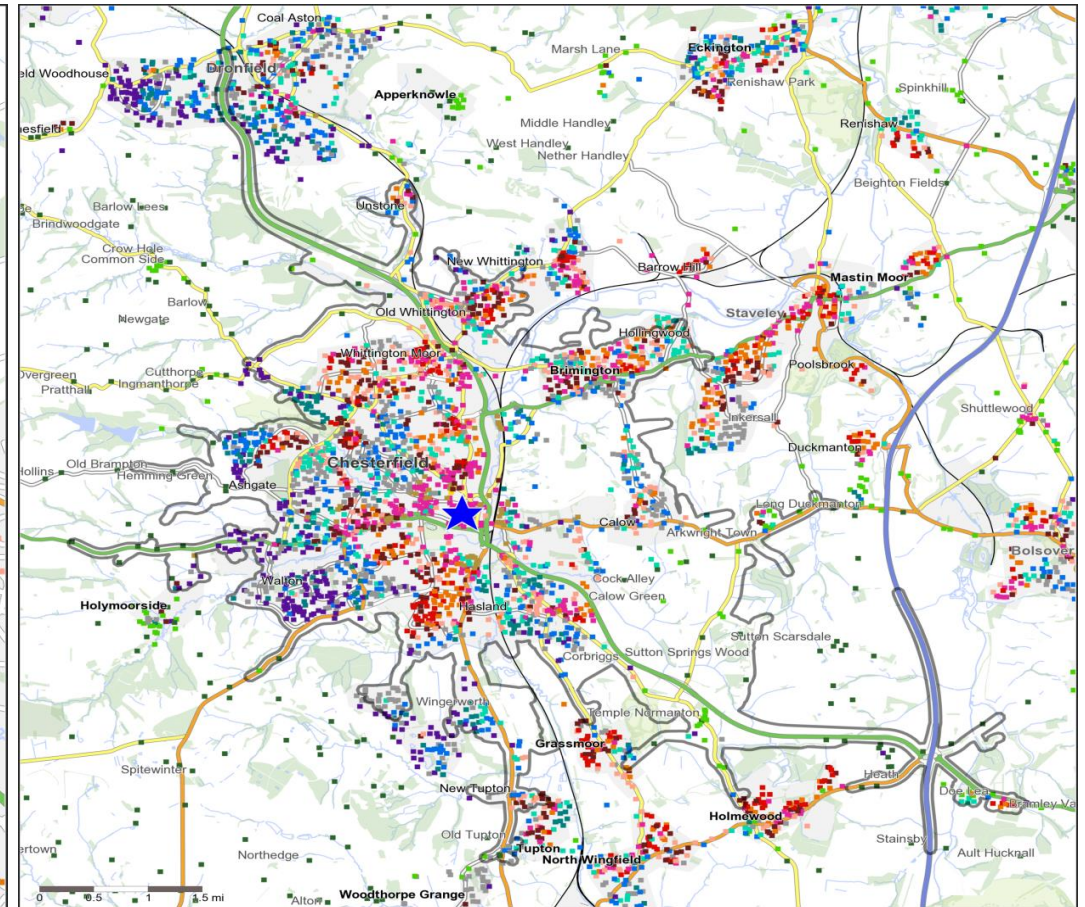 Coal Aston
Marsh Lane
Eckington
Dronfield
eld Woodhouse
Renishaw Park
Spinkhill
Apperknowle
Middle Handley
Renishaw
nesfield
West Handley
Nether Handley
Beighton Fields
Barlow Lees
Unstone
Brindwoodgate
Crow Hole
Common Side
New Whittington
Barrow Hill
Mastin Moor
Barlow
Old Whittington
Newgate
Staveley
Hollingwood
Whittington Moor
Overgreen
Cutthorpe
Ingmanthorpe
Pratthall
Brimington
Poolsbrook
Shuttlewood
Inkersall
Duckmanton
Hollins
Old Brampton
Chesterfield
Hemming Green
Ashgate
Long Duckmanton
Calow
Arkwright Town
Bolsover
Walton
Cock Alley
Holymoorside
Hasland
Calow Green
Sutton Scarsdale
Corbriggs
Sutton Springs Wood
Wingerworth
Temple Normanton
Grassmoor
Spitewinter
Heath
New Tupton
Doe Lea
Bramley Va
Holmewood
Old Tupton
Stainsby
ertown
Northedge
Tupton
North Wingfield
Ault Hucknall
Alton
Woodthorpe Grange
0 0.5 1 1.5 mi